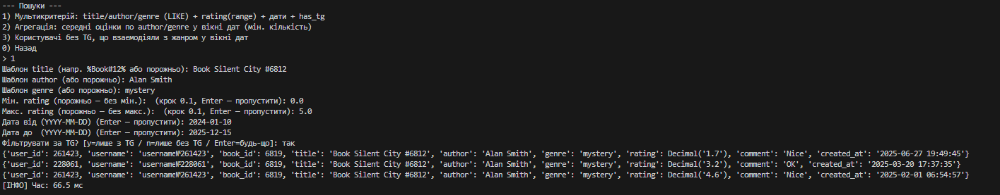 --- Пошуки ---
1) Мультикритерій: title/author/genre (LIKE) + rating(range) + дати + has_tg
2) Агрегація: середні оцінки по author/genre у вікні дат (мін. кількість)
3) Користувачі без TG, що взаємодіяли з жанром у вікні дат
0) Назад
> 1
Шаблон title (напр. %Book#12% або порожньо): Book Silent City #6812
Шаблон author (або порожньо): Alan Smith
Шаблон genre (або порожньо): mystery
Мін. rating (порожньо — без мін.):  (крок 0.1, Enter — пропустити): 0.0
Макс. rating (порожньо — без макс.):  (крок 0.1, Enter — пропустити): 5.0
Дата від (YYYY-MM-DD) (Enter — пропустити): 2024-01-10
Дата до  (YYYY-MM-DD) (Enter — пропустити): 2025-12-15
Фільтрувати за TG? [y=лише з TG / n=лише без TG / Enter=будь-що]: так
{'user_id': 261423, 'username': 'username№261423', 'book_id': 6819, 'title': 'Book Silent City #6812', 'author': 'Alan Smith', 'genre': 'mystery', 'rating': Decimal('1.7'), 'comment': 'Nice', 'created_at': '2025-06-27 19:49:45'}
{'user_id': 228061, 'username': 'username№228061', 'book_id': 6819, 'title': 'Book Silent City #6812', 'author': 'Alan Smith', 'genre': 'mystery', 'rating': Decimal('3.2'), 'comment': 'OK', 'created_at': '2025-03-20 17:37:35'}
{'user_id': 261423, 'username': 'username№261423', 'book_id': 6819, 'title': 'Book Silent City #6812', 'author': 'Alan Smith', 'genre': 'mystery', 'rating': Decimal('4.6'), 'comment': 'Nice', 'created_at': '2025-02-01 06:54:57'}
[ІНФО] Час: 66.5 мс